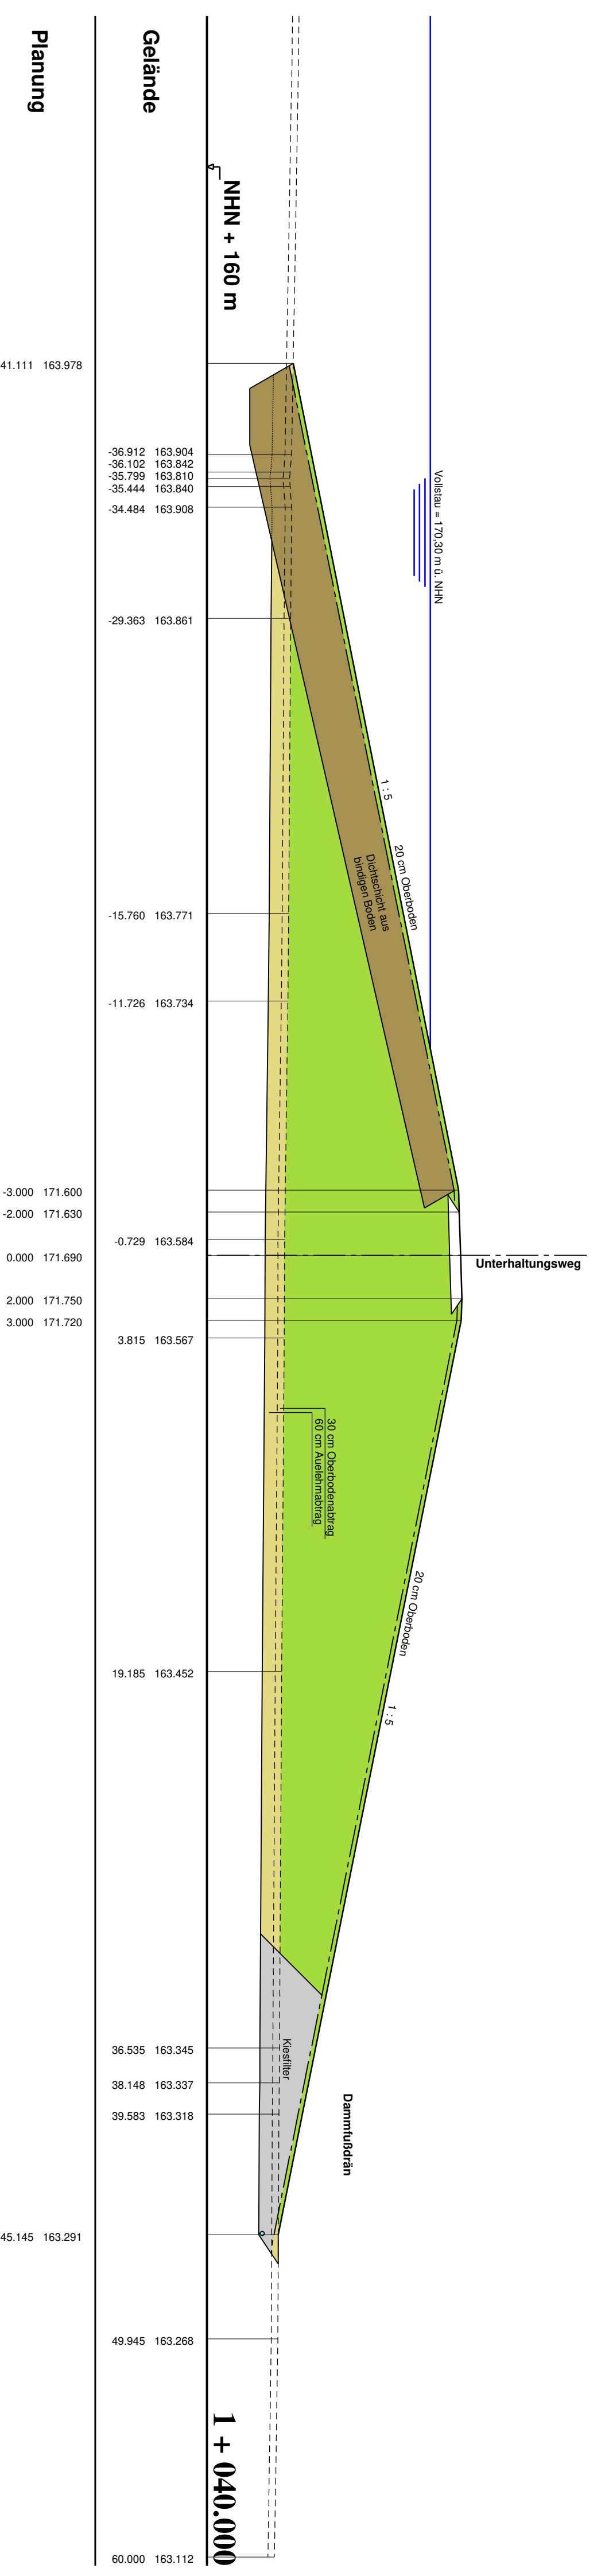 Planung
Gelände
NHN + 160 m
41.111 163.978
-36.912 163.904
-36.102 163.842
-35.799 163.810
-35.444 163.840
-34.484 163.908
-29.363 163.861
-15.760 163.771
-11.726 163.734
-3.000 171.600
-2.000 171.630
-0.729 163.584
0.000 171.690
2.000 171.750
3.000 171.720
3.815 163.567
19.185 163.452
36.535 163.345
38.148 163.337
39.583 163.318
45.145 163.291
49.945 163.268
60.000 163.112
Vollstau = 170,30 m ü. NHN
1 : 5
20 cm Oberboden
Dichtschicht aus
bindigen Boden
Unterhaltungsweg
30 cm Oberbodenabtrag
60 cm Auelehmabtrag
20 cm Oberboden
1 : 5
Kiesfilter
Dammfußdrän
1 + 040.000